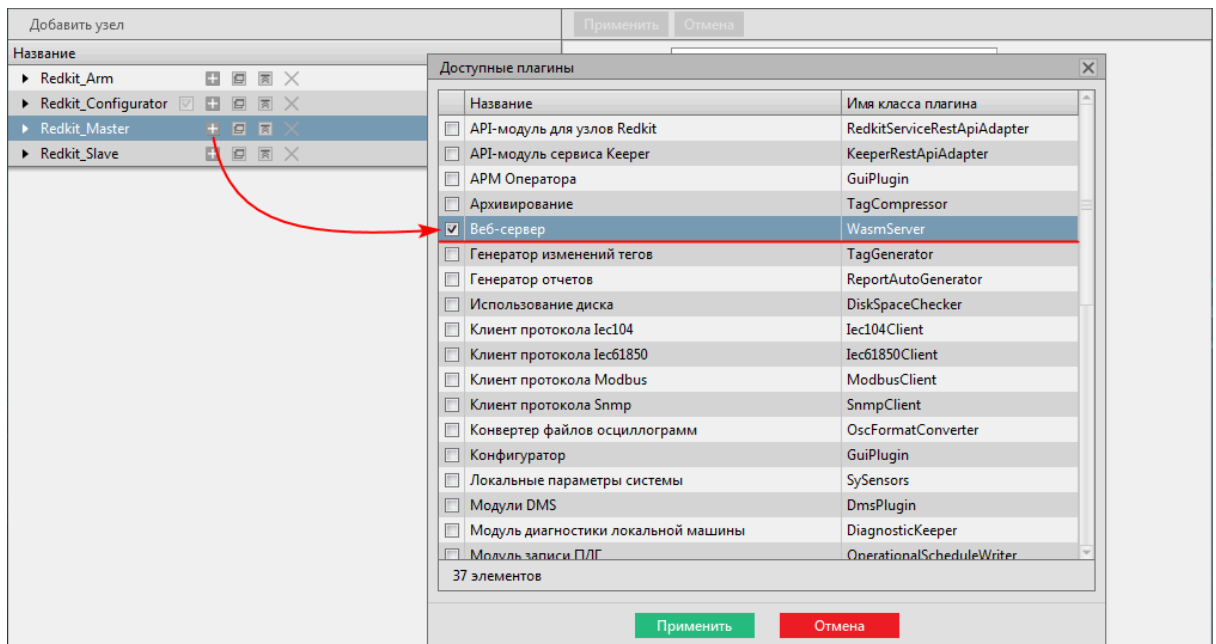 Добавить узел
Применить Отмена
Название
Redkit_Arm
Redkit_Configurator
Redkit_Master
Redkit_Slave
Доступные плагины
Название Имя класса плагина
API-модуль для узлов Redkit RedkitServiceRestApiAdapter
API-модуль сервиса Keeper KeeperRestApiAdapter
АРМ Оператора GuiPlugin
Архивирование TagCompressor
Веб-сервер WasmServer
Генератор изменений тегов TagGenerator
Генератор отчетов ReportAutoGenerator
Использование диска DiskSpaceChecker
Клиент протокола Iec104 Iec104Client
Клиент протокола Iec61850 Iec61850Client
Клиент протокола Modbus ModbusClient
Клиент протокола Snmp SnmpClient
Конвертер файлов осциллограмм OscFormatConverter
Конфигуратор GuiPlugin
Локальные параметры системы SySensors
Модули DMS DmsPlugin
Модуль диагностики локальной машины DiagnosticKeeper
Модуль записи ПДГ OperationalScheduleWriter
37 элементов
Применить Отмена